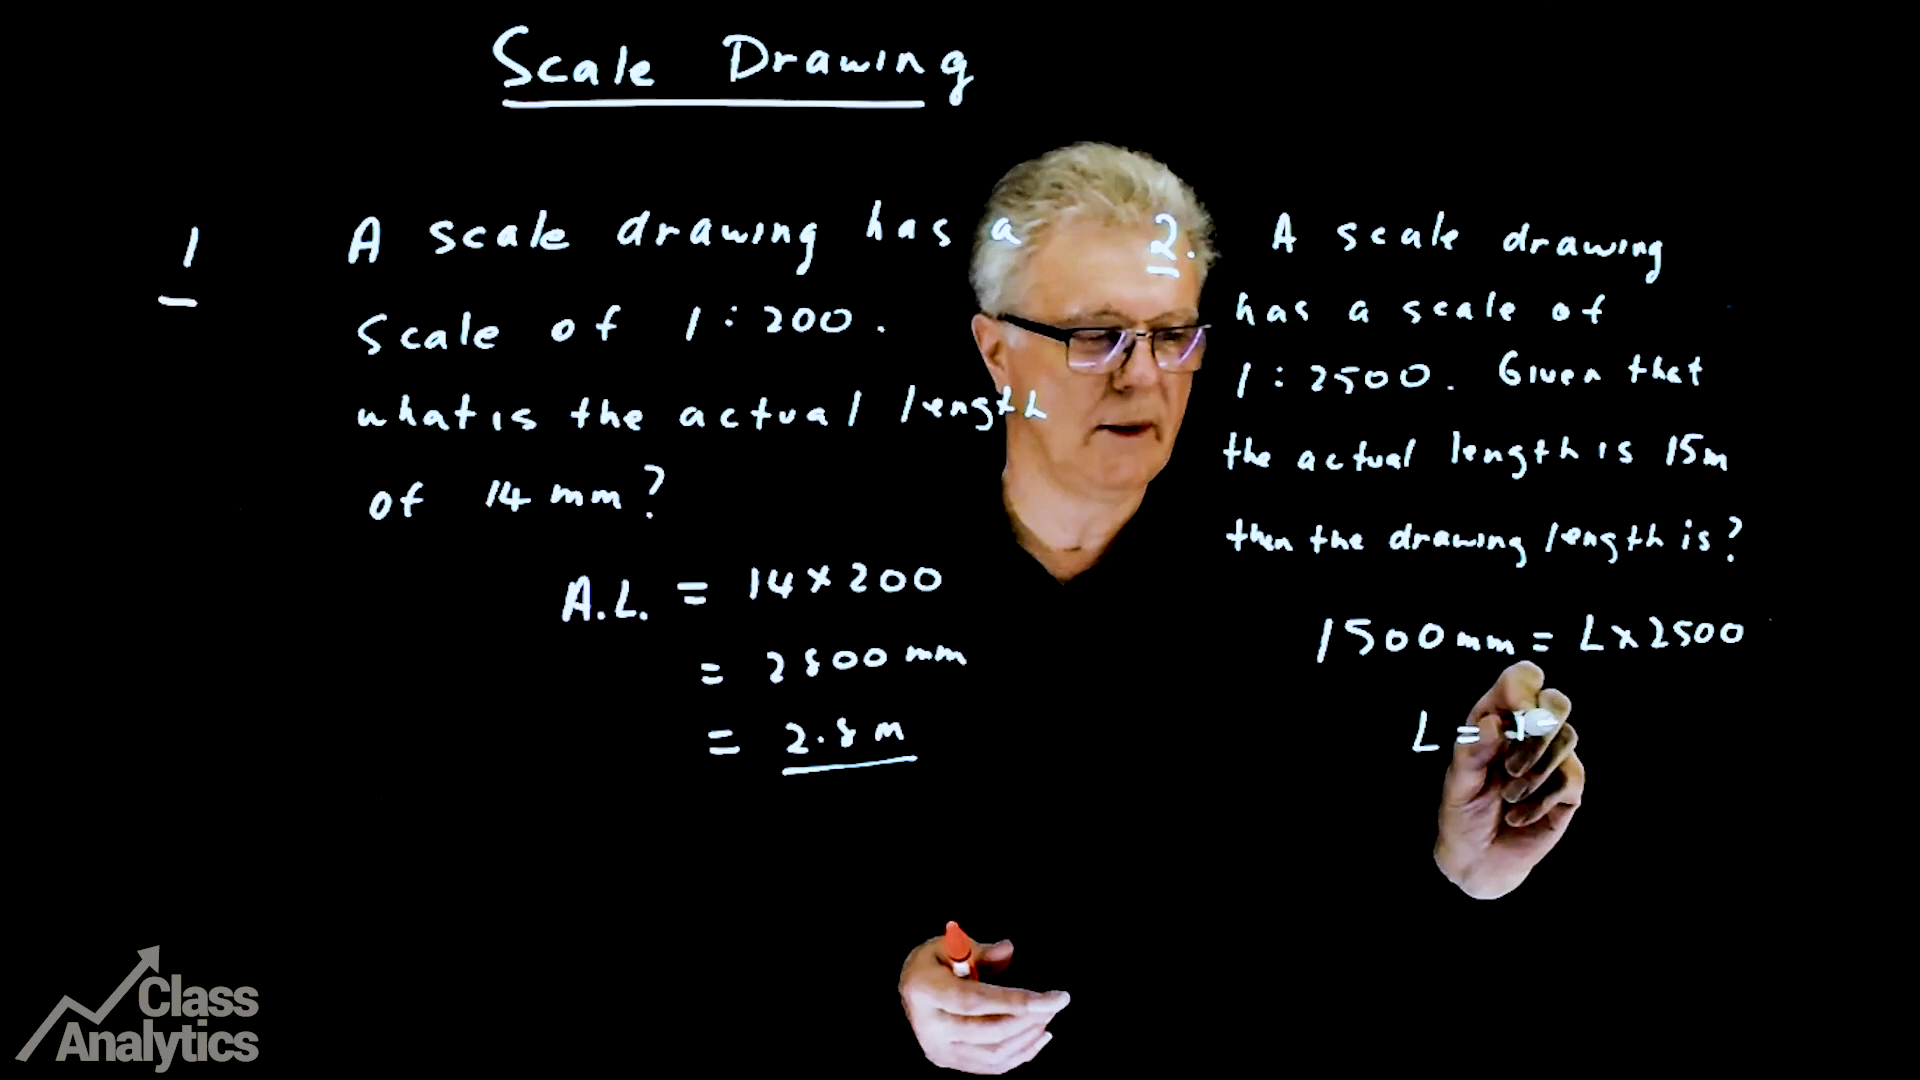 Scale Drawing
1 A scale drawing has a
Scale of 1:200.
what is the actual length
of 14 mm?
A.L. = 14 × 200
= 2800 mm
= 2.8 m
2. A scale drawing
has a scale of
1:2500. Given that
the actual length is 15m
then the drawing length is?
1500mm = L × 2500
L =
Class
Analytics